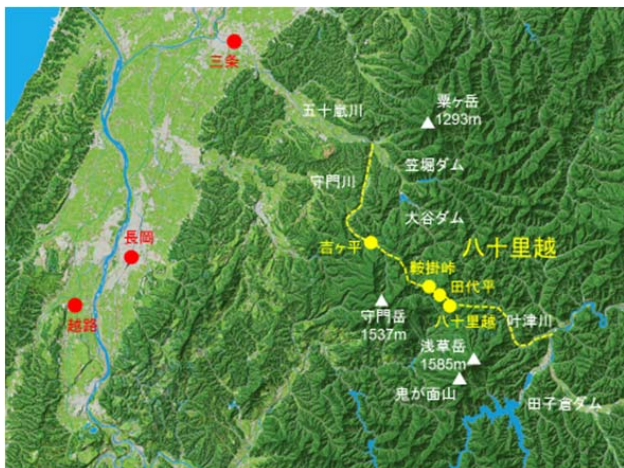 三条
五十嵐川
粟ヶ岳
1293m
守門川
笠堀ダム
大谷ダム
長岡
吉ヶ平
八十里越
鞍掛峠
田代平
越路
守門岳
1537m
八十里越
叶津川
浅草岳
1585m
鬼が面山
田子倉ダム